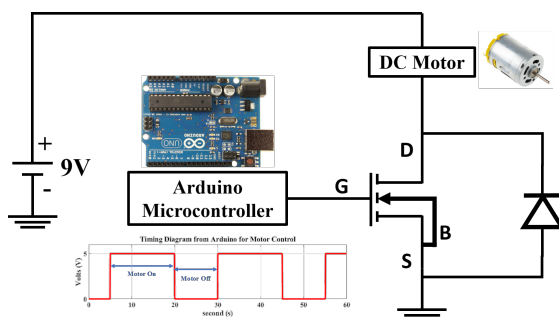 DC Motor
ARDUINO
UNO
+
9V
-
D
G
B
S
Arduino
Microcontroller
Timing Diagram from Arduino for Motor Control
Volts (V)
5
0
Motor On
Motor Off
0 10 20 30 40 50 60
second (s)